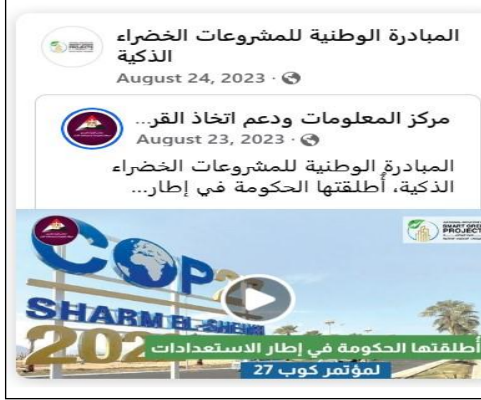 المبادرة الوطنية للمشروعات الخضراء
الذكية
August 24, 2023 ·
مركز المعلومات ودعم اتخاذ القر...
August 23, 2023 ·
المبادرة الوطنية للمشروعات الخضراء
الذكية، أطلقتها الحكومة في إطار...
SMART GREEN
PROJECT
COP
SHARM EL-SHEIKH
202
أطلقتها الحكومة في إطار الاستعدادات
لمؤتمر كوب 27